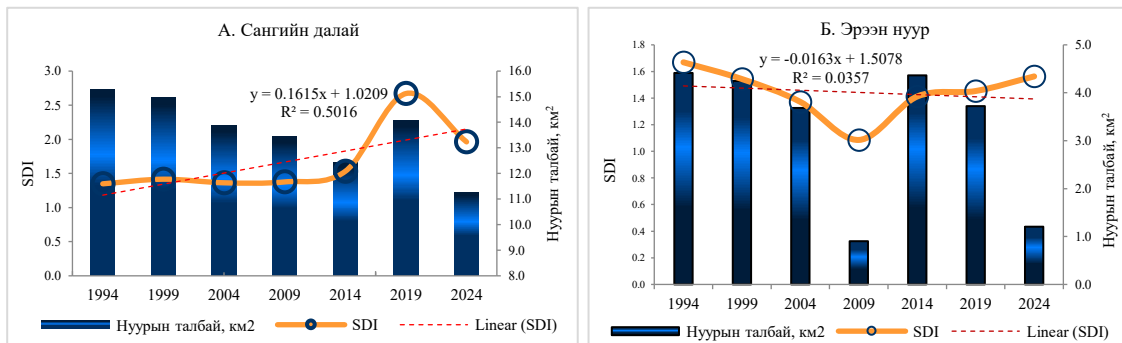 А. Сангийн далай
3.0
2.5
2.0
1.5
1.0
0.5
0.0
SDI
16.0
15.0
14.0
13.0
12.0
11.0
10.0
9.0
8.0
Нуурын талбай, км2
y = 0.1615x + 1.0209
R² = 0.5016
1994 1999 2004 2009 2014 2019 2024
Нуурын талбай, км2 SDI Linear (SDI)
Б. Эрээн нуур
1.8
1.6
1.4
1.2
1.0
0.8
0.6
0.4
0.2
0.0
SDI
5.0
4.0
3.0
2.0
1.0
0.0
Нуурын талбай, км2
y = -0.0163x + 1.5078
R² = 0.0357
1994 1999 2004 2009 2014 2019 2024
Нуурын талбай, км2 SDI Linear (SDI)